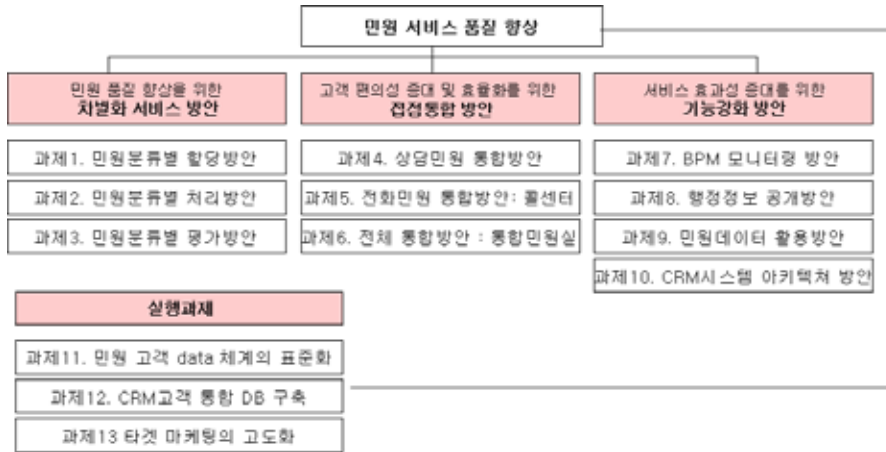 민원 서비스 품질 향상
민원 품질 향상을 위한
차별화 서비스 방안
과제1. 민원분류별 할당방안
과제2. 민원분류별 처리방안
과제3. 민원분류별 평가방안
고객 편의성 증대 및 효율화를 위한
접점통합 방안
과제4. 상담민원 통합방안
과제5. 전화민원 통합방안: 콜센터
과제6. 전체 통합방안 : 통합민원실
서비스 효과성 증대를 위한
기능강화 방안
과제7. BPM 모니터링 방안
과제8. 행정정보 공개방안
과제9. 민원데이터 활용방안
과제10. CRM시스템 아키텍쳐 방안
실행과제
과제11. 민원 고객 data 체계의 표준화
과제12. CRM고객 통합 DB 구축
과제13 타겟 마케팅의 고도화